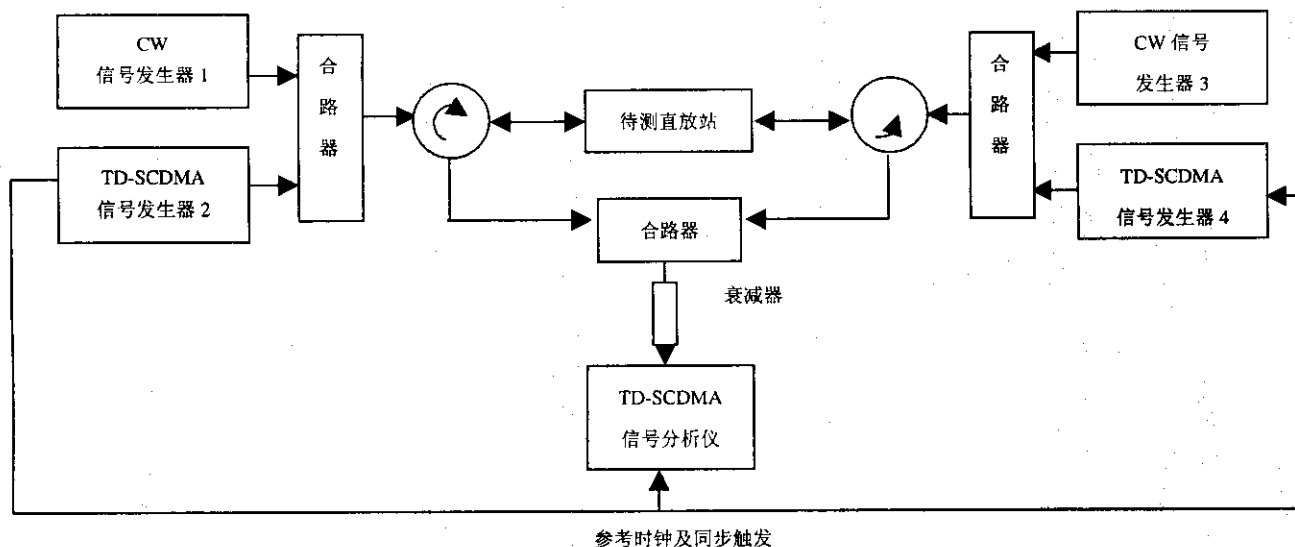 CW
信号发生器 1
合
路
器
TD-SCDMA
信号发生器 2
待测直放站
合路器
衰减器
TD-SCDMA
信号分析仪
合
路
器
CW 信号
发生器 3
TD-SCDMA
信号发生器 4
参考时钟及同步触发